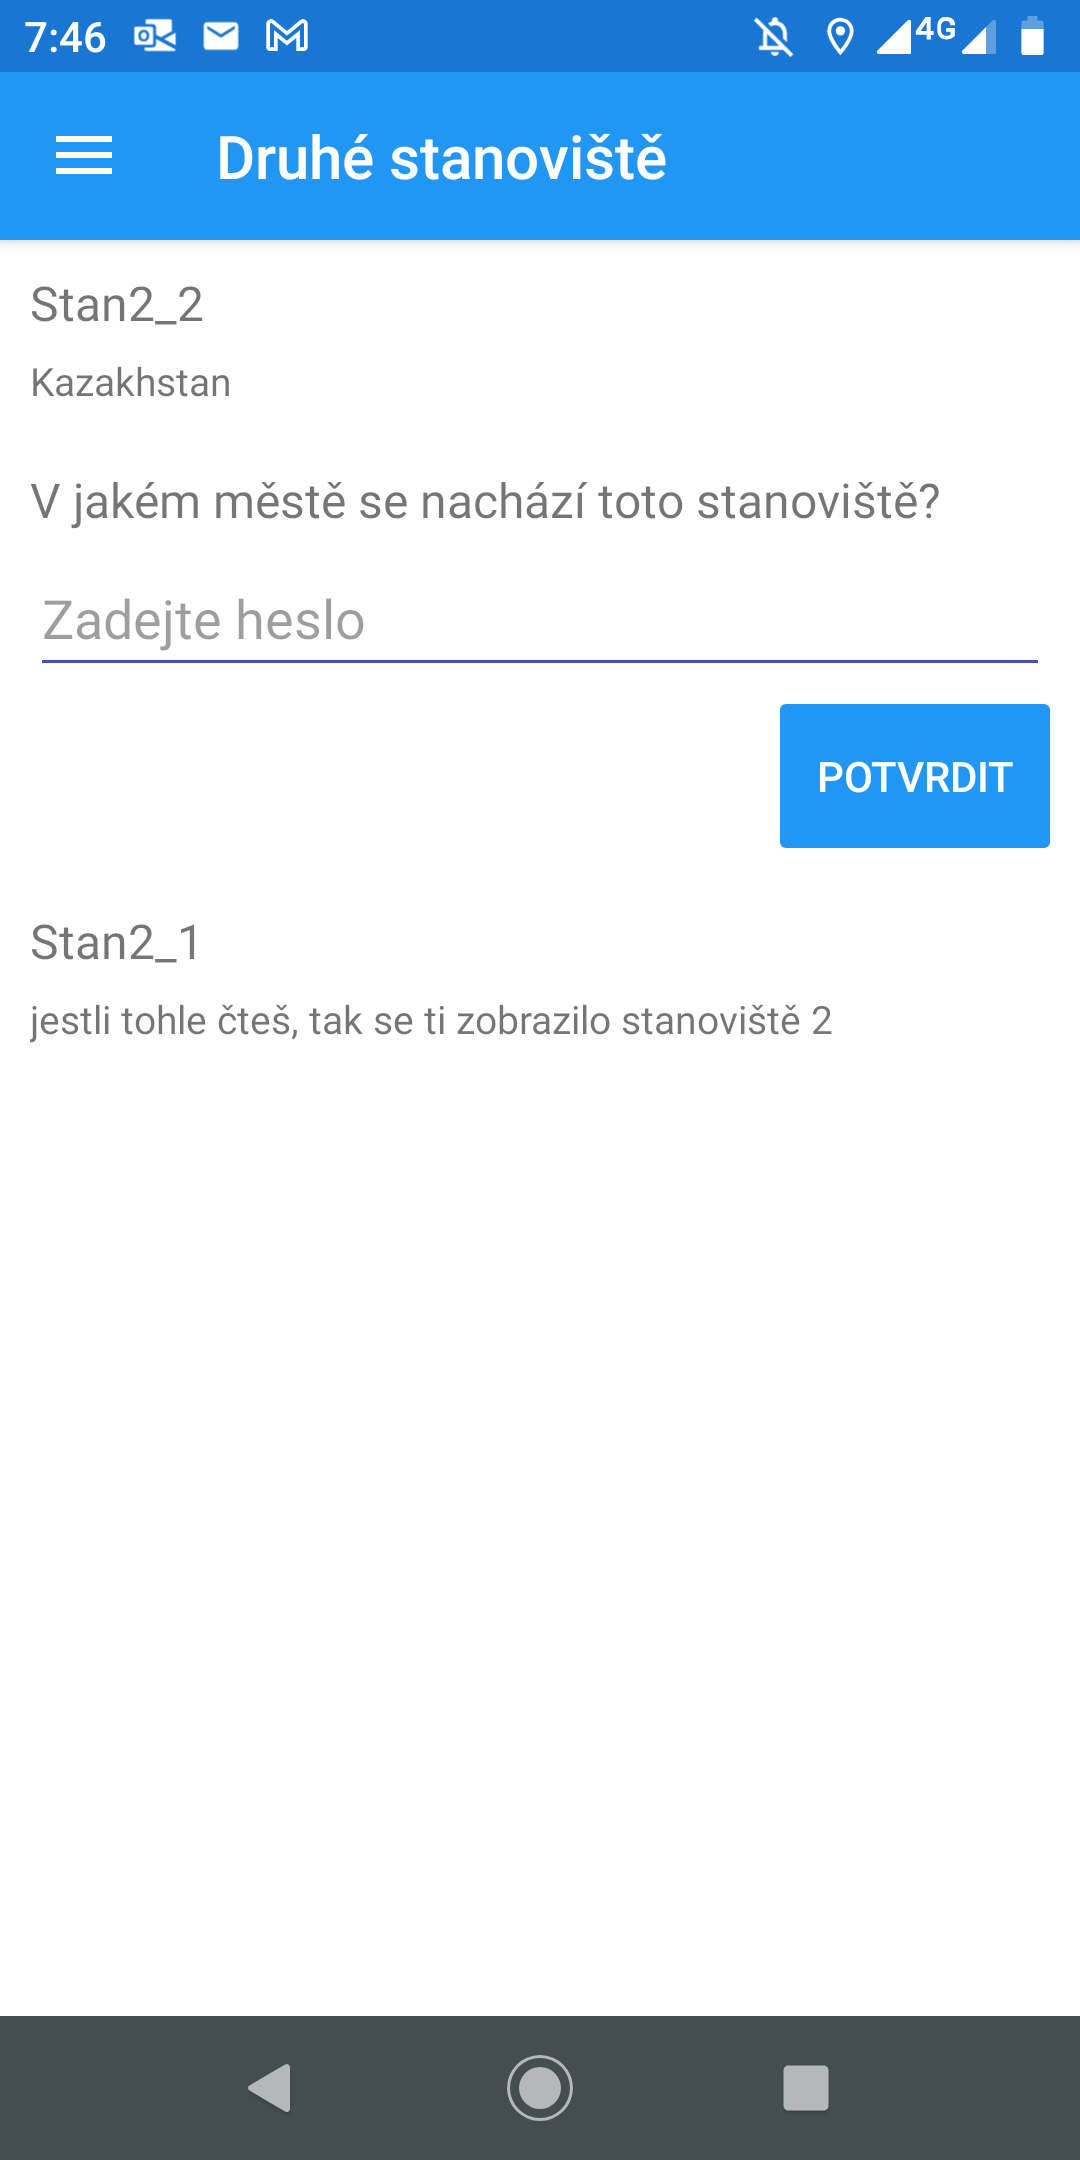 7:46
4G
Druhé stanoviště
Stan2_2
Kazakhstan
V jakém městě se nachází toto stanoviště?
Zadejte heslo
POTVRDIT
Stan2_1
jestli tohle čteš, tak se ti zobrazilo stanoviště 2